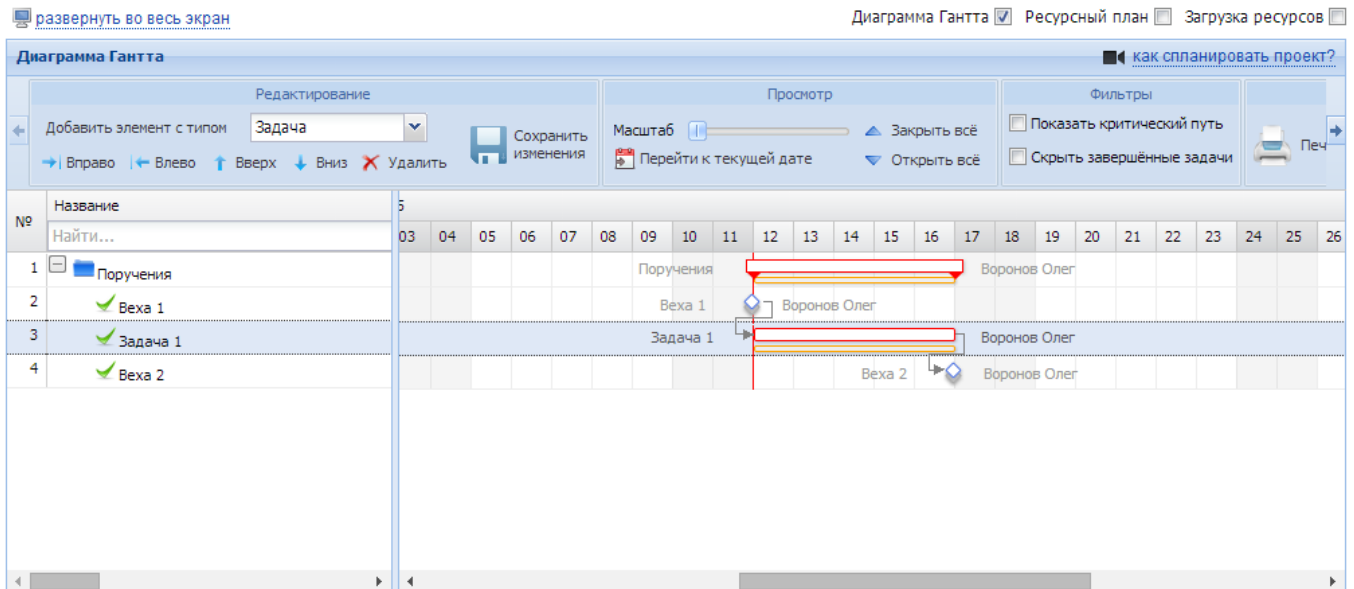 развернуть во весь экран Диаграмма Гантта Ресурсный план Загрузка ресурсов
Диаграмма Гантта как спланировать проект?
Редактирование Просмотр Фильтры
Добавить элемент с типом Задача Сохранить изменения Масштаб Закрыть всё Показать критический путь Печ
Вправо Влево Вверх Вниз Удалить Перейти к текущей дате Открыть всё Скрыть завершённые задачи
№ Название 5
Найти... 03 04 05 06 07 08 09 10 11 12 13 14 15 16 17 18 19 20 21 22 23 24 25 26
1 Поручения Поручения Воронов Олег
2 Веха 1 Веха 1 Воронов Олег
3 Задача 1 Задача 1 Воронов Олег
4 Веха 2 Веха 2 Воронов Олег